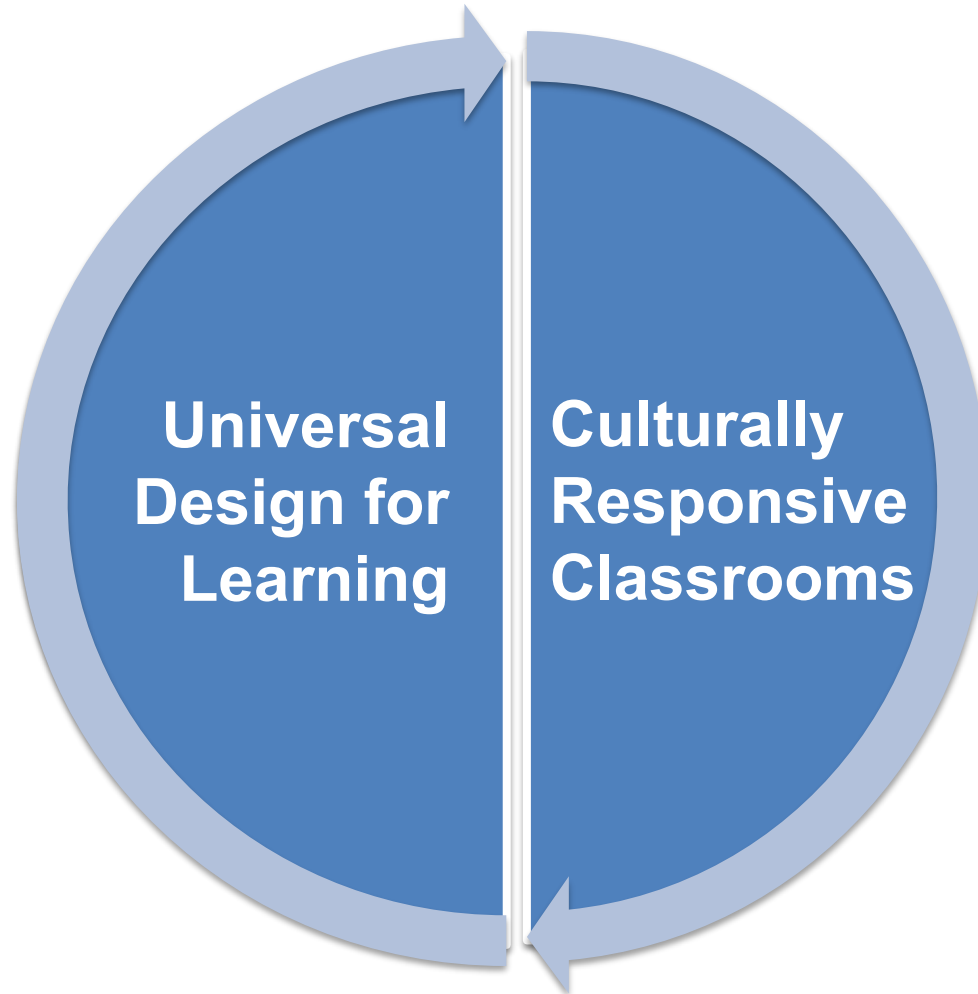 Universal
Design for
Learning
Culturally
Responsive
Classrooms